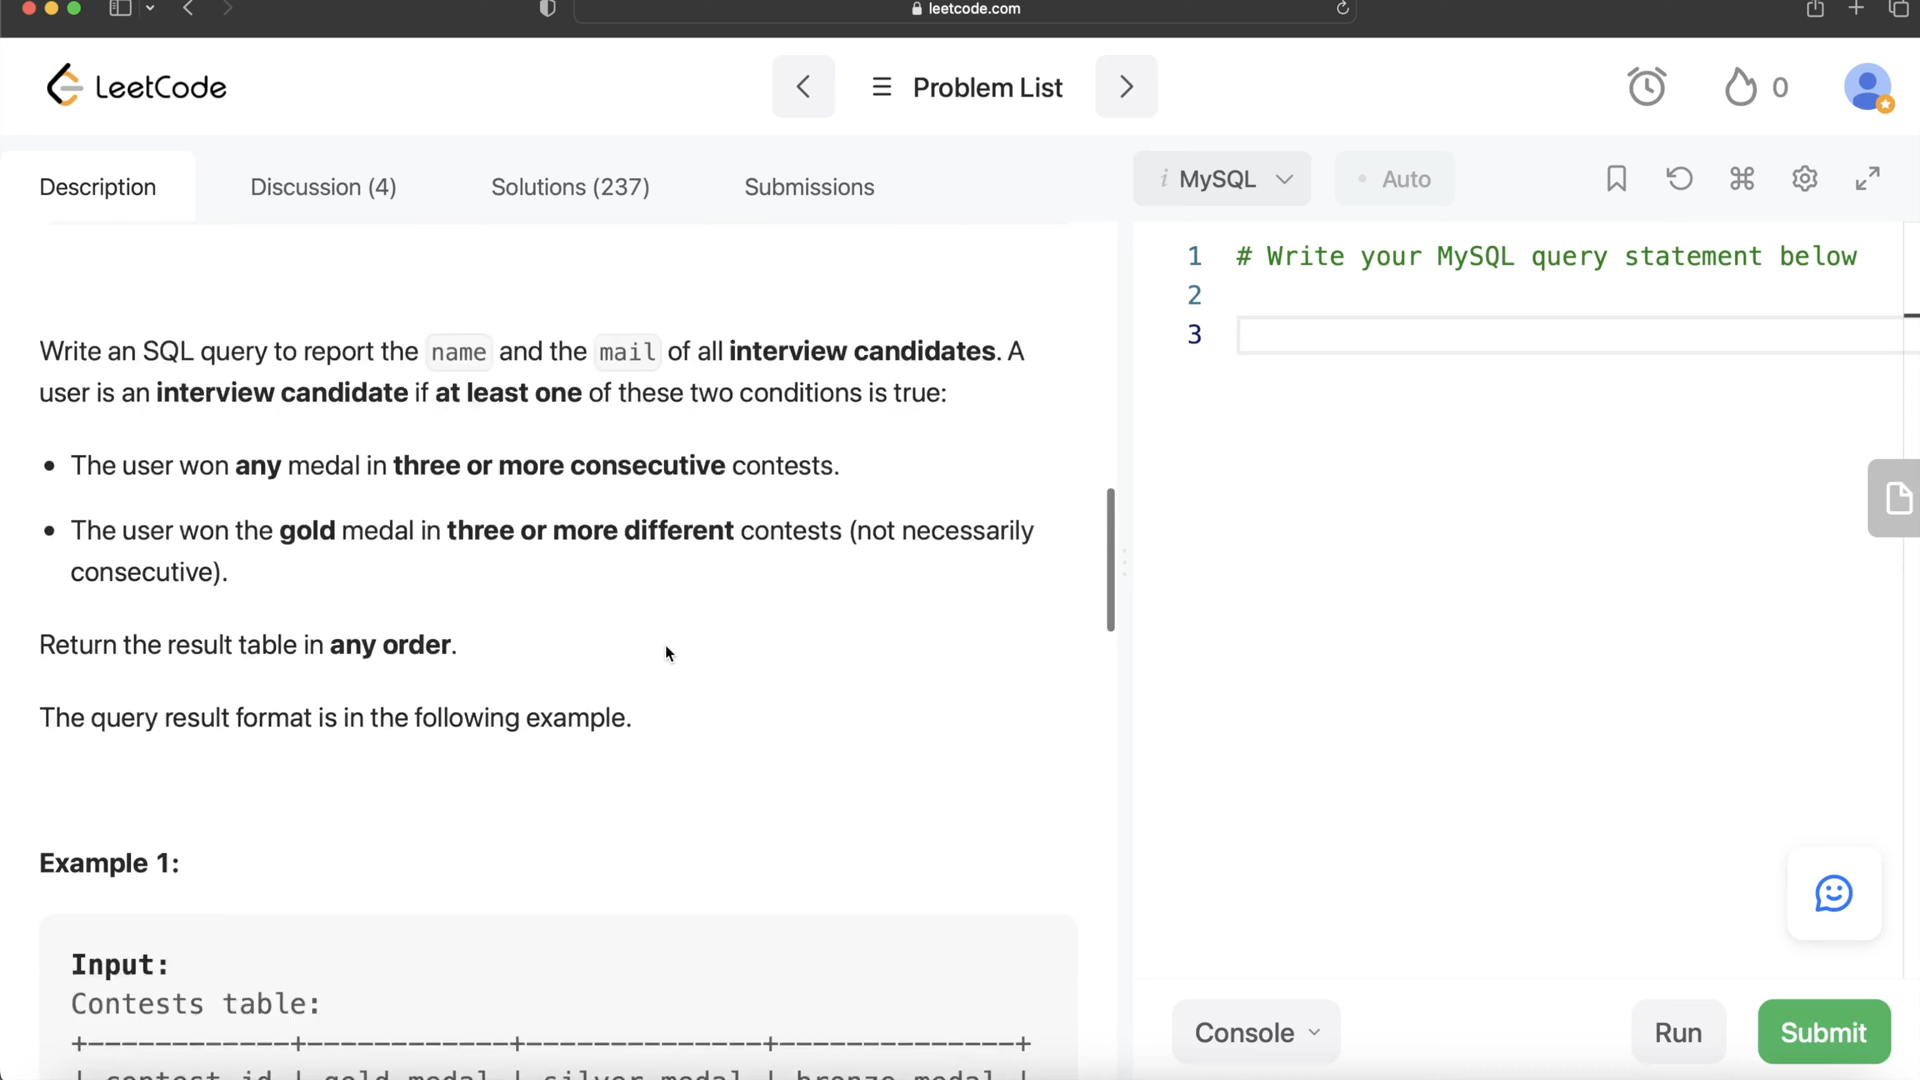 leetcode.com
LeetCode
Problem List
0
Description
Discussion (4)
Solutions (237)
Submissions
Write an SQL query to report the name and the mail of all interview candidates. A
user is an interview candidate if at least one of these two conditions is true:
• The user won any medal in three or more consecutive contests.
• The user won the gold medal in three or more different contests (not necessarily
consecutive).
Return the result table in any order.
The query result format is in the following example.
Example 1:
Input:
Contests table:
+------------+------------+--------------+--------------+
| contest_id | gold_medal | silver_medal | bronze_medal |
i MySQL
Auto
1 # Write your MySQL query statement below
2
3
Console
Run
Submit